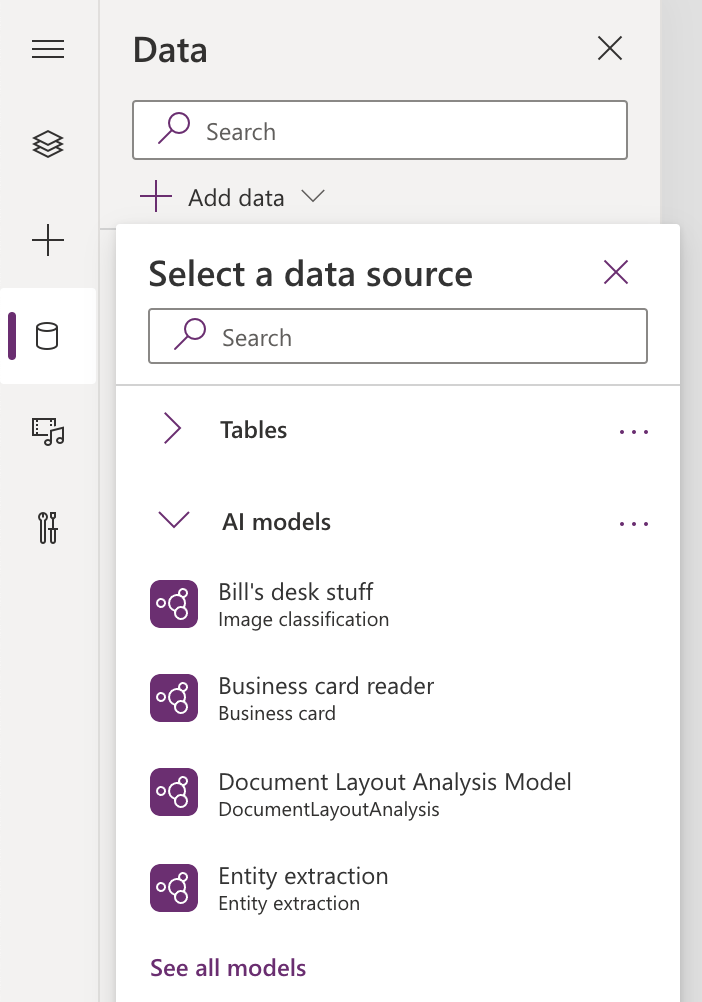 Data
Search
Add data
Select a data source
Search
Tables
AI models
Bill's desk stuff
Image classification
Business card reader
Business card
Document Layout Analysis Model
DocumentLayoutAnalysis
Entity extraction
Entity extraction
See all models